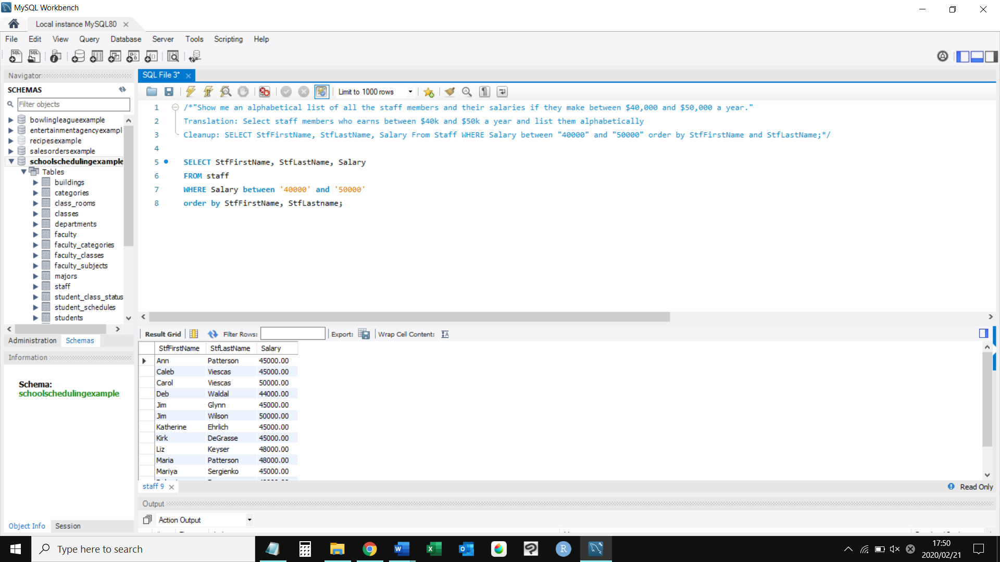 MySQL Workbench
Local instance MySQL80
File Edit View Query Database Server Tools Scripting Help
Navigator
SQL File 3*
SCHEMAS
Limit to 1000 rows
Filter objects
bowlingleagueexample
entertainmentagencyexampl
recipesexample
salesordersexample
schoolschedulingexample
Tables
buildings
categories
class_rooms
classes
departments
faculty
faculty_categories
faculty_classes
faculty_subjects
majors
staff
student_class_status
student_schedules
students
Administration Schemas
Information
Schema:
schoolschedulingexample
Object Info Session
1 /*"Show me an alphabetical list of all the staff members and their salaries if they make between $40,000 and $50,000 a year."
2 Translation: Select staff members who earns between $40k and $50k a year and list them alphabetically
3 Cleanup: SELECT StfFirstName, StfLastName, Salary From Staff WHERE Salary between "40000" and "50000" order by StfFirstName and StfLastName;*/
4
5 SELECT StfFirstName, StfLastName, Salary
6 FROM staff
7 WHERE Salary between '40000' and '50000'
8 order by StfFirstName, StfLastname;
Result Grid Filter Rows: Export: Wrap Cell Content:
StfFirstName StfLastName Salary
Ann Patterson 45000.00
Caleb Viescas 45000.00
Carol Viescas 50000.00
Deb Waldal 44000.00
Jim Glynn 45000.00
Jim Wilson 50000.00
Katherine Ehrlich 45000.00
Kirk DeGrasse 45000.00
Liz Keyser 48000.00
Maria Patterson 48000.00
Mariya Sergienko 45000.00
staff 9 Read Only
Output
Action Output
Type here to search
17:50
2020/02/21